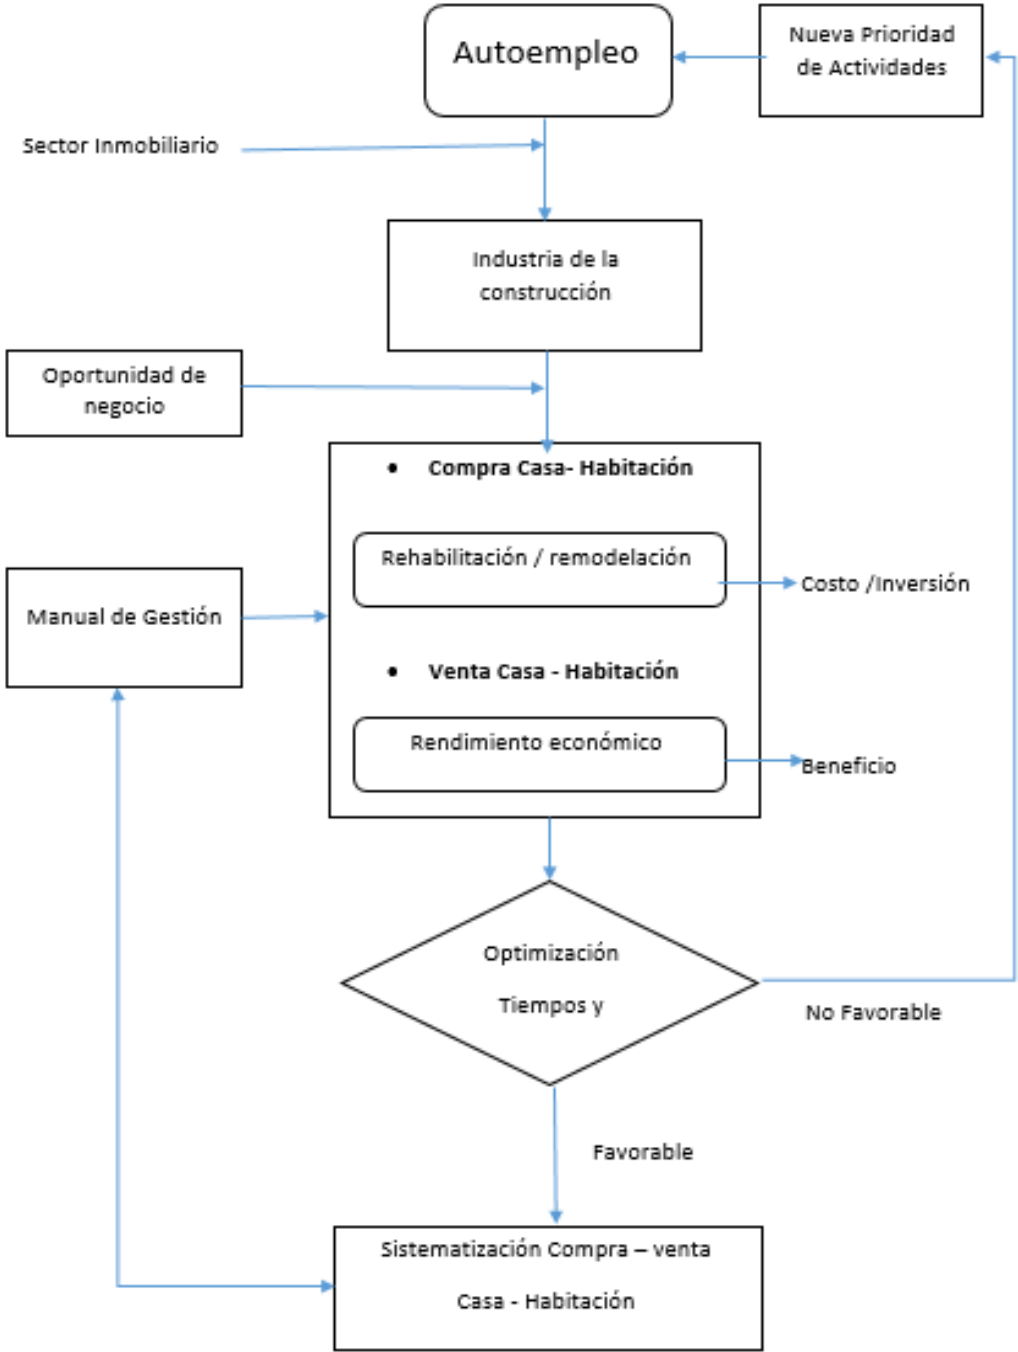 Autoempleo
Nueva Prioridad
de Actividades
Sector Inmobiliario
Industria de la
construcción
Oportunidad de
negocio
• Compra Casa- Habitación
Rehabilitación / remodelación
Costo /Inversión
Manual de Gestión
• Venta Casa - Habitación
Rendimiento económico
Beneficio
Optimización
Tiempos y
No Favorable
Favorable
Sistematización Compra – venta
Casa - Habitación